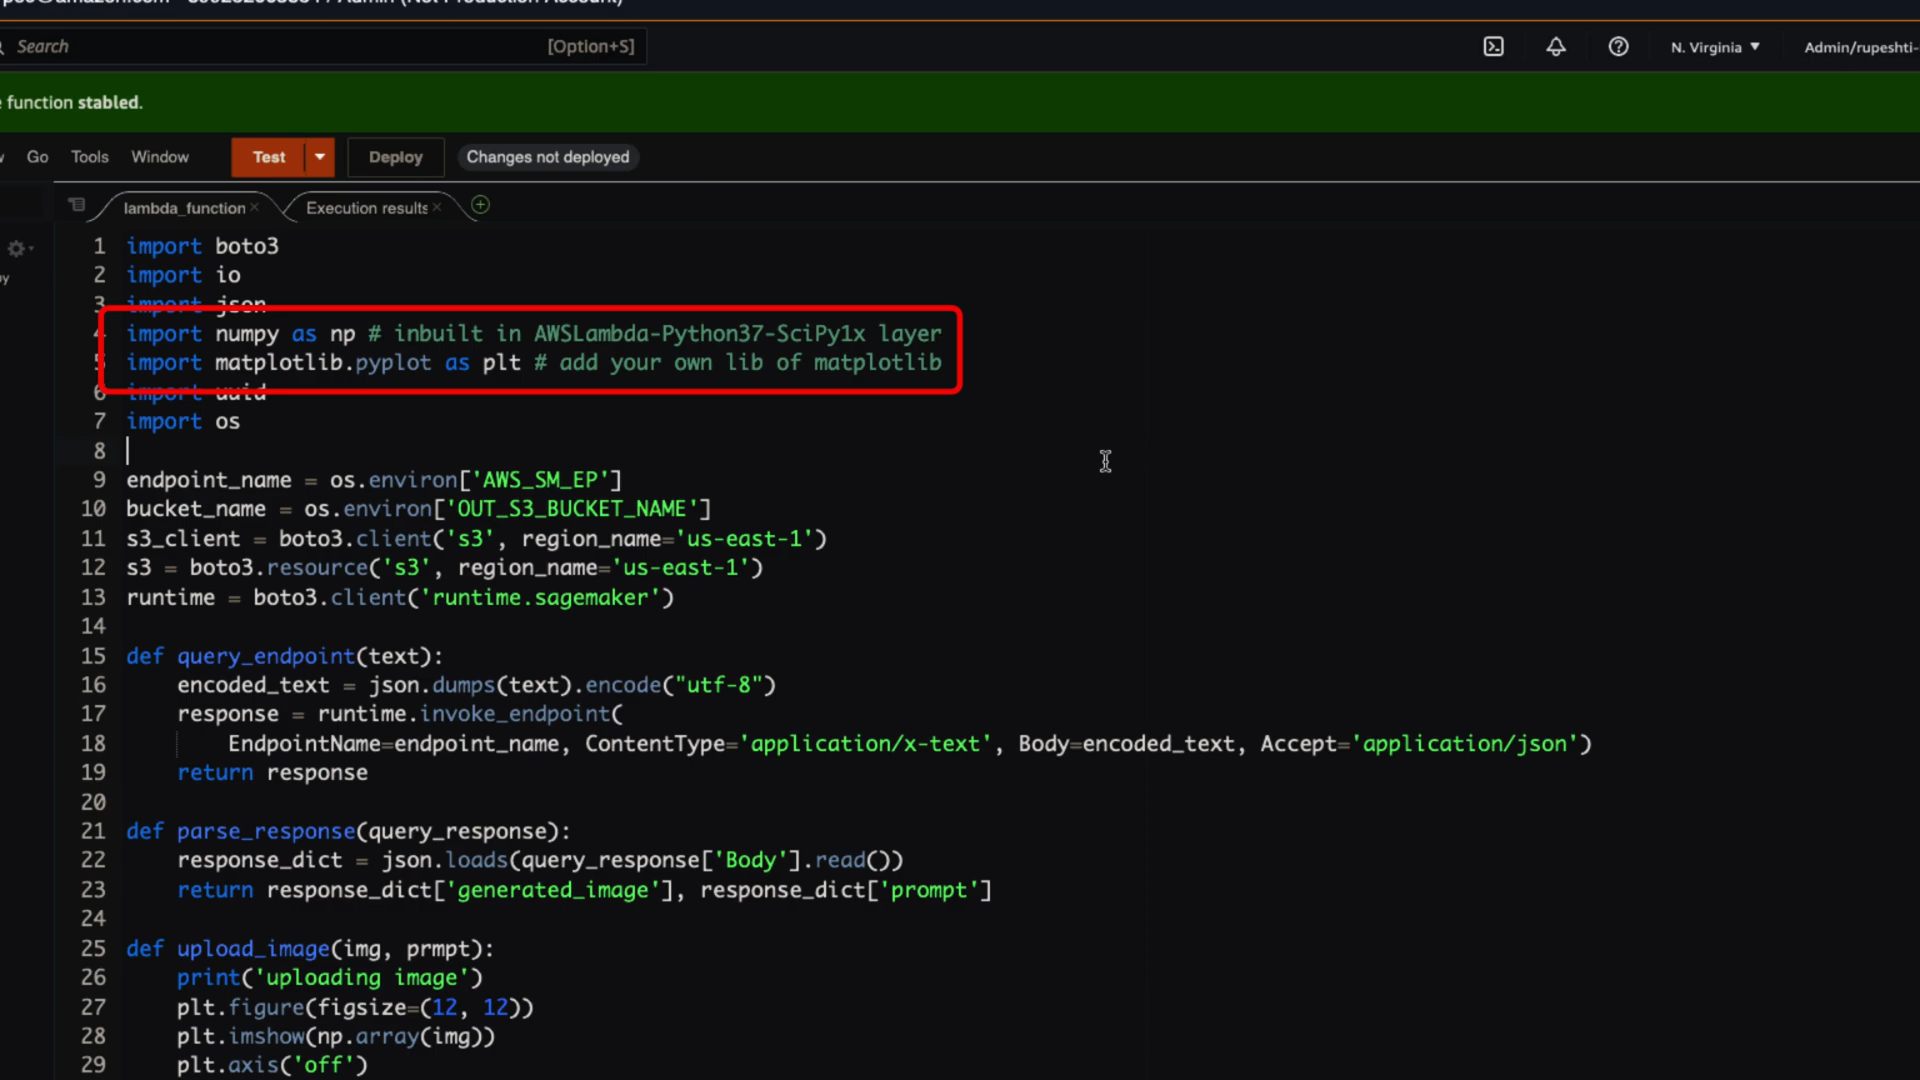 Search [Option+S] N. Virginia ▼ Admin/rupeshti-
function stabled.
Go Tools Window Test Deploy Changes not deployed
lambda_function × Execution results ×
1 import boto3
2 import io
3 import json
4 import numpy as np # inbuilt in AWSLambda-Python37-SciPy1x layer
5 import matplotlib.pyplot as plt # add your own lib of matplotlib
6 import uuid
7 import os
8
9 endpoint_name = os.environ['AWS_SM_EP']
10 bucket_name = os.environ['OUT_S3_BUCKET_NAME']
11 s3_client = boto3.client('s3', region_name='us-east-1')
12 s3 = boto3.resource('s3', region_name='us-east-1')
13 runtime = boto3.client('runtime.sagemaker')
14
15 def query_endpoint(text):
16 encoded_text = json.dumps(text).encode("utf-8")
17 response = runtime.invoke_endpoint(
18 EndpointName=endpoint_name, ContentType='application/x-text', Body=encoded_text, Accept='application/json')
19 return response
20
21 def parse_response(query_response):
22 response_dict = json.loads(query_response['Body'].read())
23 return response_dict['generated_image'], response_dict['prompt']
24
25 def upload_image(img, prmpt):
26 print('uploading image')
27 plt.figure(figsize=(12, 12))
28 plt.imshow(np.array(img))
29 plt.axis('off')